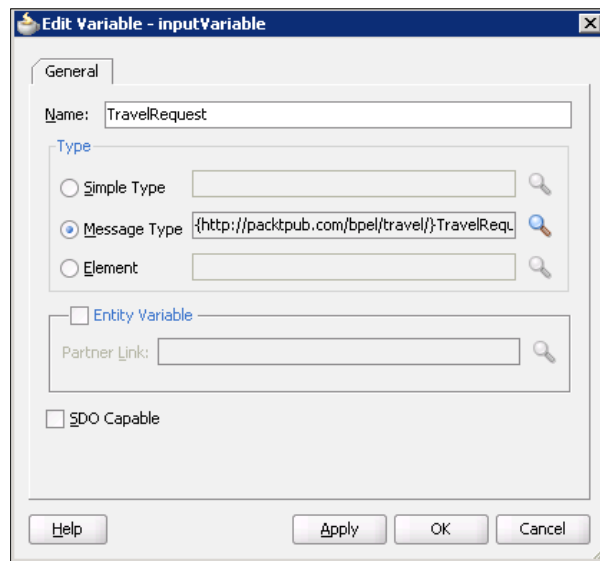 Edit Variable - inputVariable
General
Name: TravelRequest
Type
Simple Type
Message Type {http://packtpub.com/bpel/travel/}TravelRequ
Element
Entity Variable
Partner Link:
SDO Capable
Help Apply OK Cancel